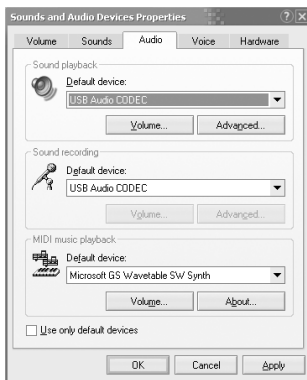 Sounds and Audio Devices Properties
Volume Sounds Audio Voice Hardware
Sound playback
Default device:
USB Audio CODEC
Volume... Advanced...
Sound recording
Default device:
USB Audio CODEC
Volume... Advanced...
MIDI music playback
Default device:
Microsoft GS Wavetable SW Synth
Volume... About...
Use only default devices
OK Cancel Apply